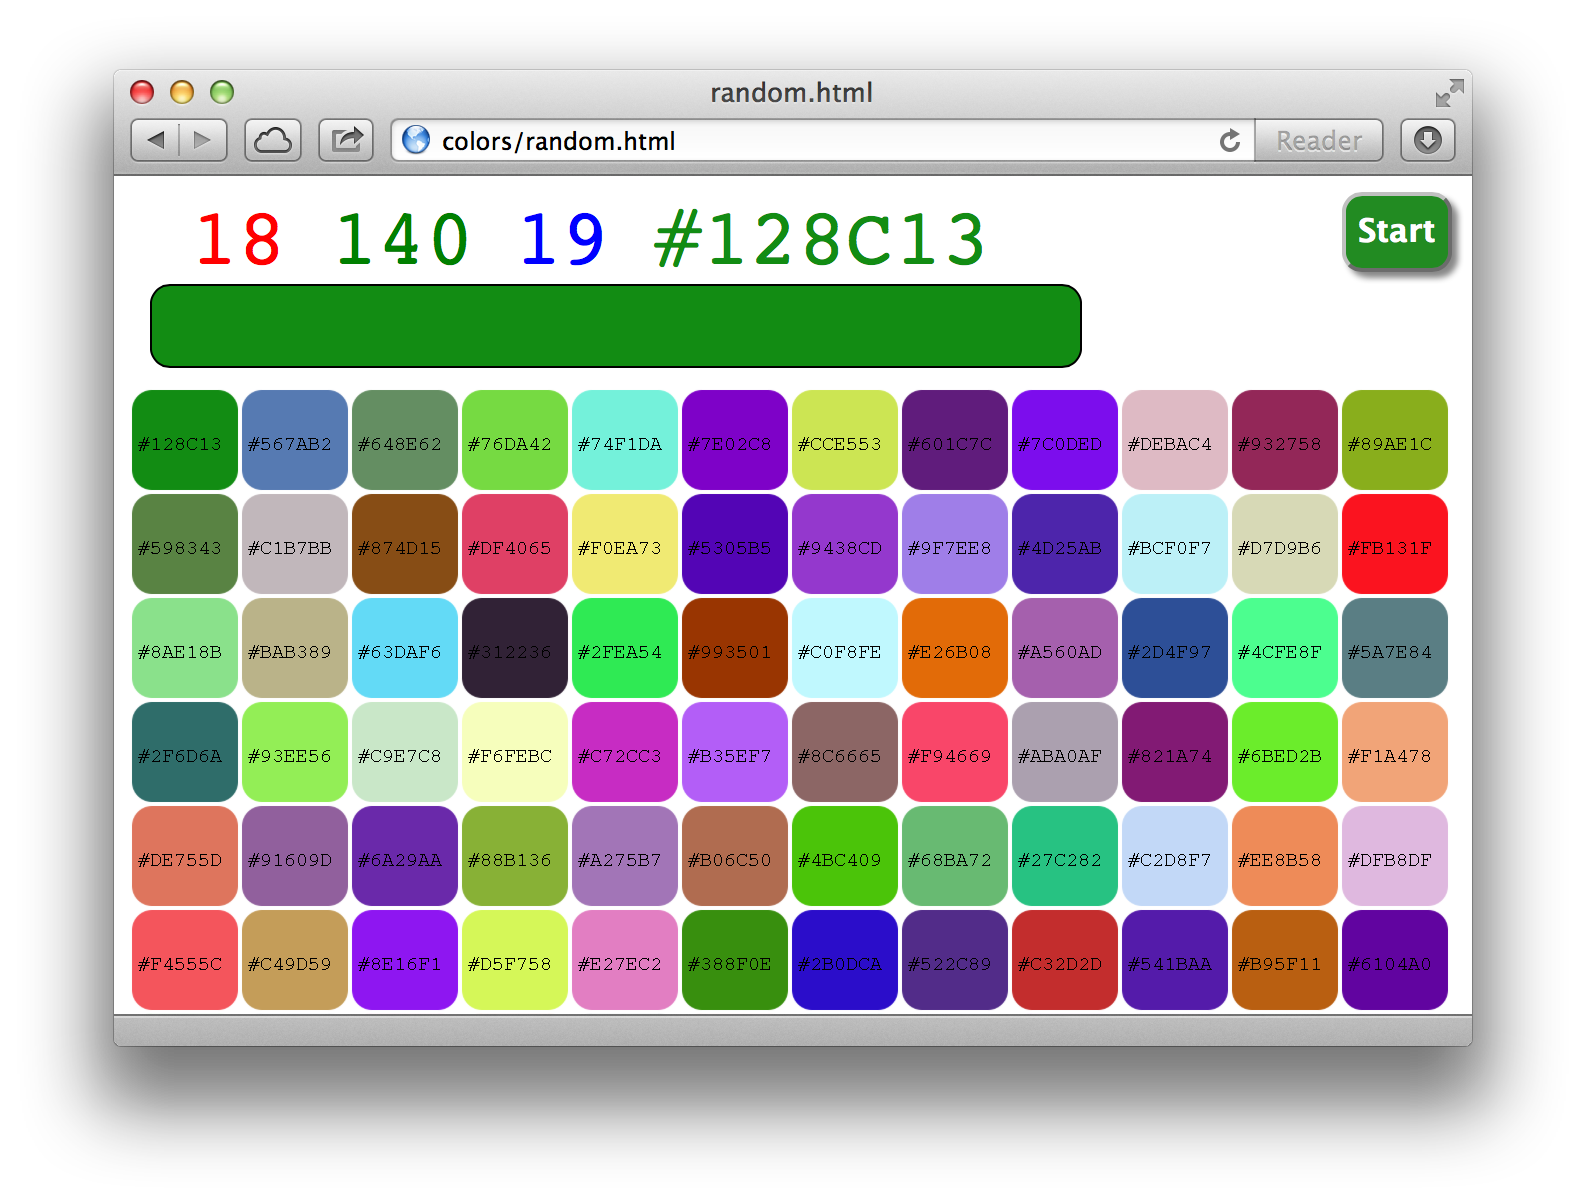 random.html
colors/random.html Reader
18 140 19 #128C13 Start
#128C13 #567AB2 #648E62 #76DA42 #74F1DA #7E02C8 #CCE553 #601C7C #7C0DED #DEBAC4 #932758 #89AE1C
#598343 #C1B7BB #874D15 #DF4065 #F0EA73 #5305B5 #9438CD #9F7EE8 #4D25AB #BCF0F7 #D7D9B6 #FB131F
#8AE18B #BAB389 #63DAF6 #312236 #2FEA54 #993501 #C0F8FE #E26B08 #A560AD #2D4F97 #4CFE8F #5A7E84
#2F6D6A #93EE56 #C9E7C8 #F6FEBC #C72CC3 #B35EF7 #8C6665 #F94669 #ABA0AF #821A74 #6BED2B #F1A478
#DE755D #91609D #6A29AA #88B136 #A275B7 #B06C50 #4BC409 #68BA72 #27C282 #C2D8F7 #EE8B58 #DFB8DF
#F4555C #C49D59 #8E16F1 #D5F758 #E27EC2 #388F0E #2B0DCA #522C89 #C32D2D #541BAA #B95F11 #6104A0